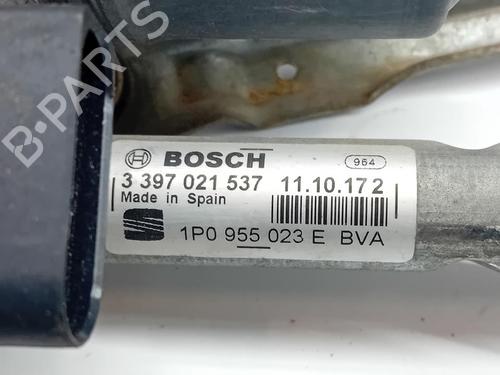 B-PARTS
BOSCH
964
3 397 021 537 11.10.17 2
Made in Spain
1P0 955 023 E BVA